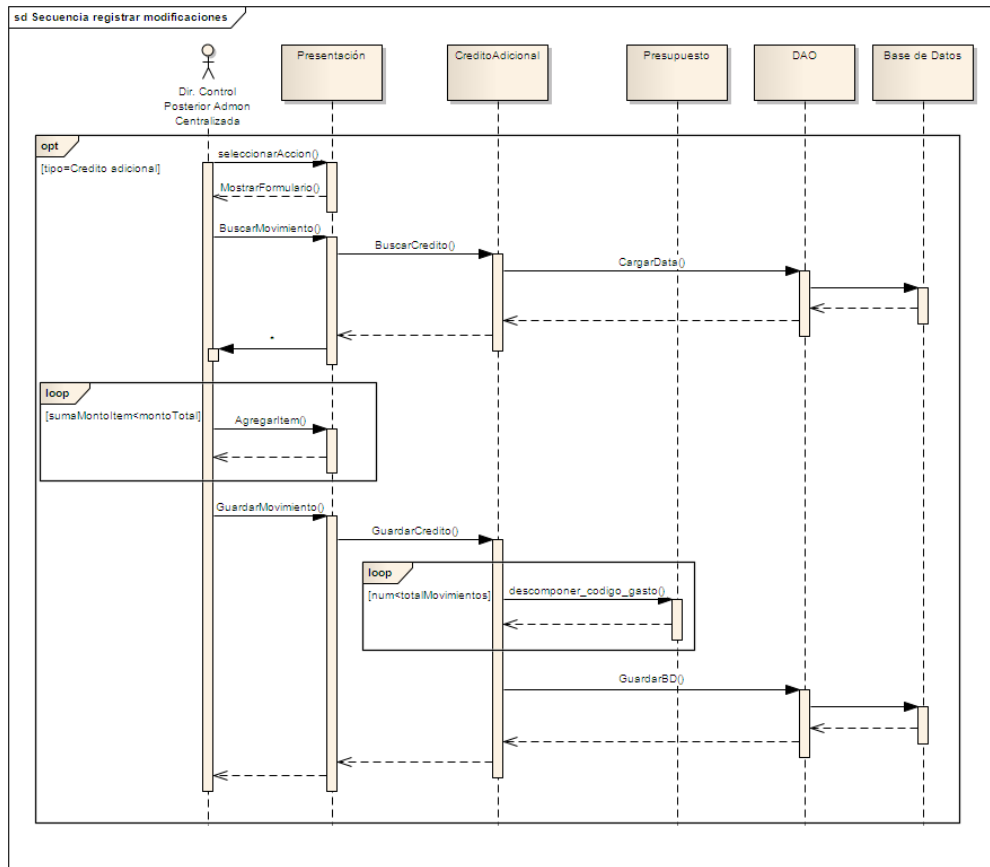 sd Secuencia registrar modificaciones
Presentación
CreditoAdicional
Presupuesto
DAO
Base de Datos
Dir. Control
Posterior Admon
Centralizada
opt
[tipo=Credito adicional]
seleccionarAccion()
MostrarFormulario()
BuscarMovimiento()
BuscarCredito()
CargarData()
loop
[sumaMontoItem<montoTotal]
AgregarItem()
GuardarMovimiento()
GuardarCredito()
loop
[num<totalMovimientos]
descomponer_codigo_gasto()
GuardarBD()